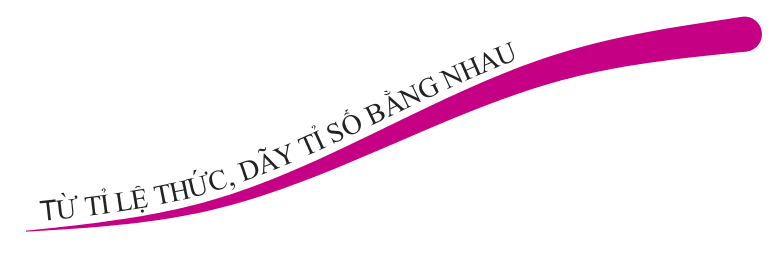 TỪ TỈ LỆ THỨC, DÃY TỈ SỐ BẰNG NHAU